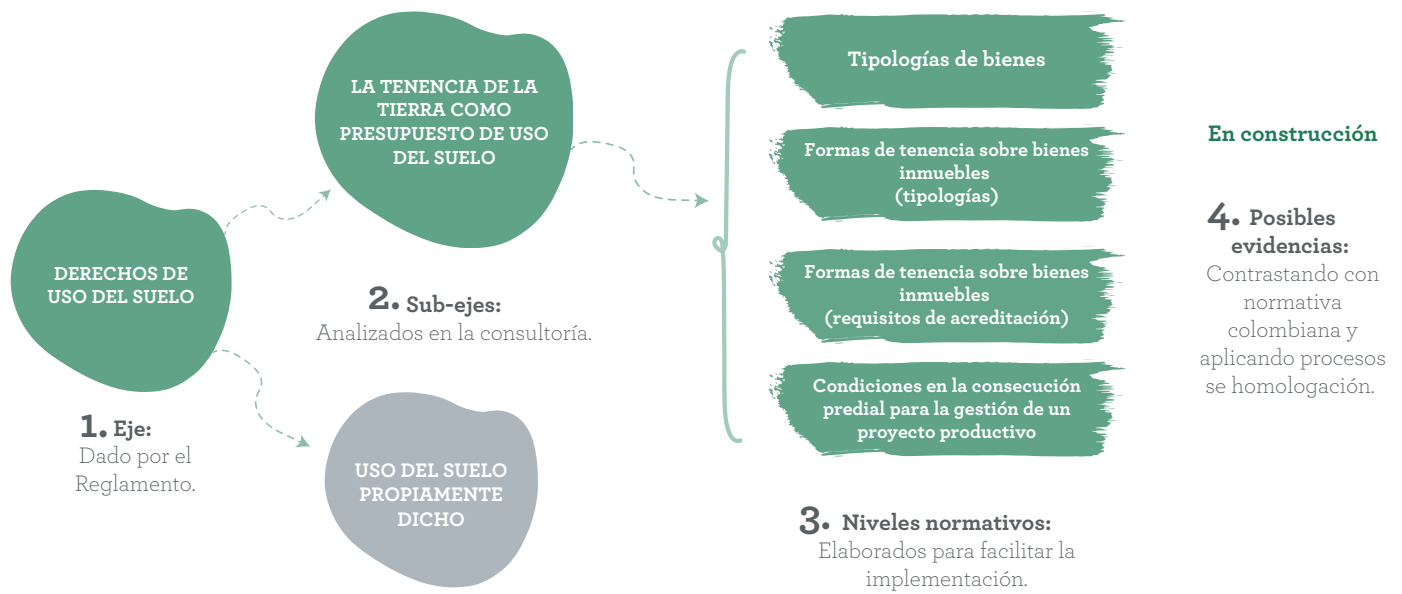 DERECHOS DE
USO DEL SUELO
1. Eje:
Dado por el
Reglamento.
LA TENENCIA DE LA
TIERRA COMO
PRESUPUESTO DE USO
DEL SUELO
2. Sub-ejes:
Analizados en la consultoría.
USO DEL SUELO
PROPIAMENTE
DICHO
Tipologías de bienes
Formas de tenencia sobre bienes
inmuebles
(tipologías)
Formas de tenencia sobre bienes
inmuebles
(requisitos de acreditación)
Condiciones en la consecución
predial para la gestión de un
proyecto productivo
3. Niveles normativos:
Elaborados para facilitar la
implementación.
En construcción
4. Posibles
evidencias:
Contrastando con
normativa
colombiana y
aplicando procesos
se homologación.